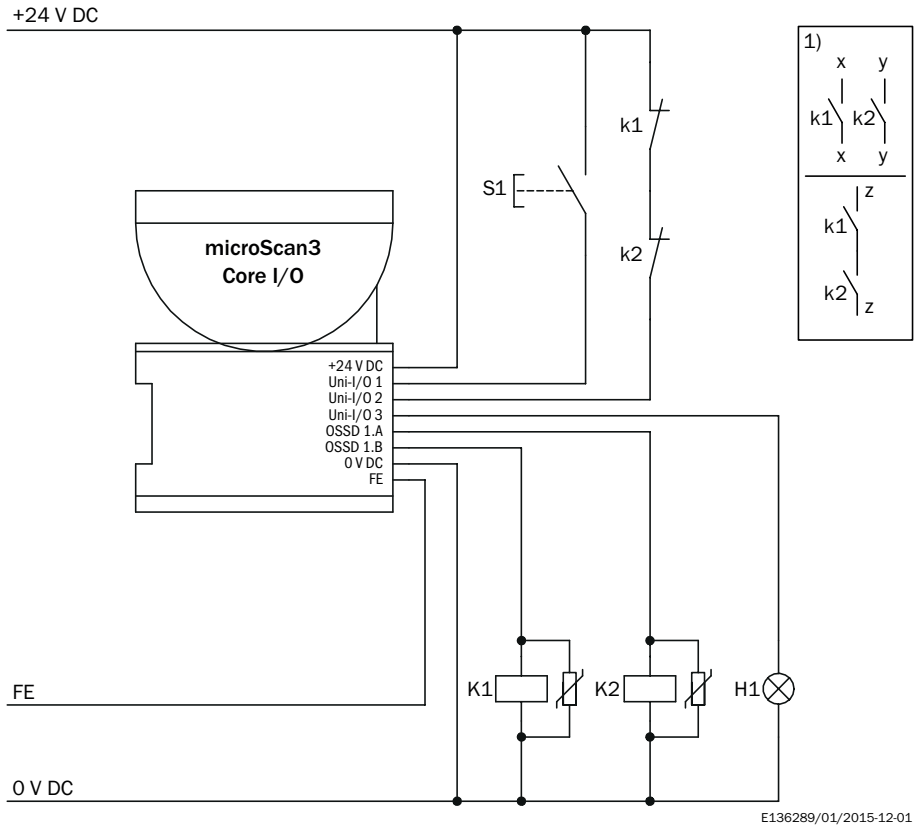 +24 V DC
1)
x y
k1 k2
x y
z
k1
k2
z
k1
S1
k2
microScan3
Core I/O
+24 V DC
Uni-I/O 1
Uni-I/O 2
Uni-I/O 3
OSSD 1.A
OSSD 1.B
0 V DC
FE
K1
K2
H1
FE
0 V DC
E136289/01/2015-12-01